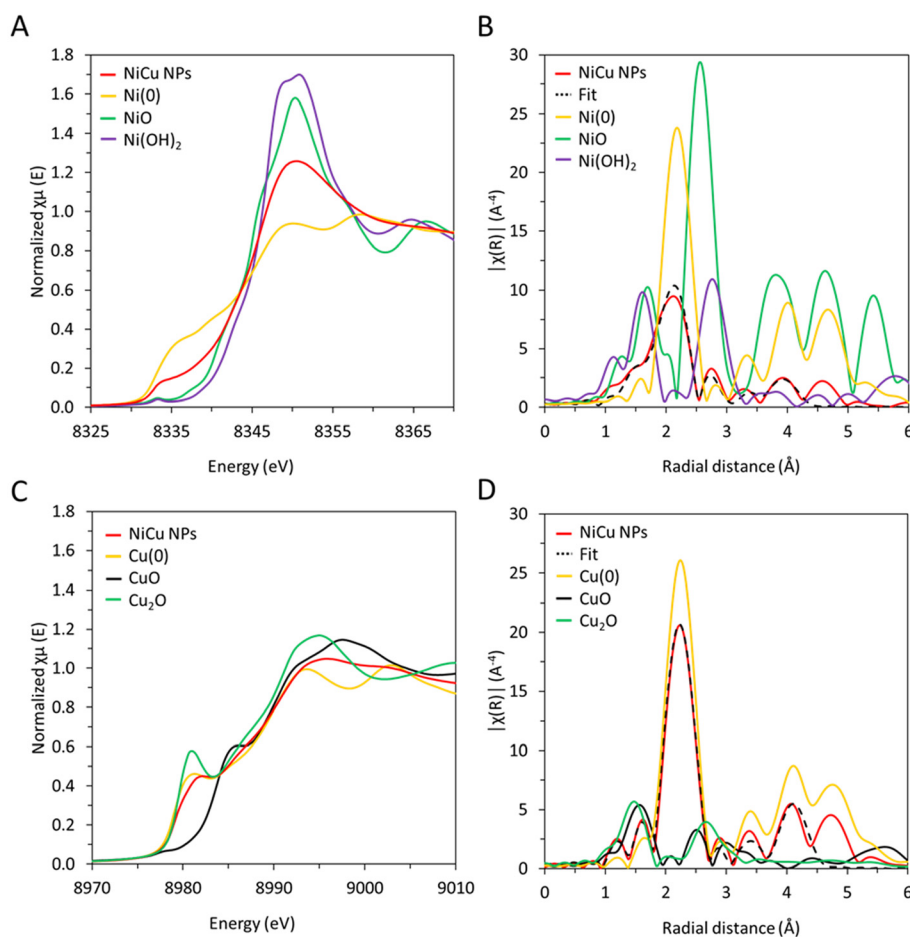 A
1.8
1.6
1.4
1.2
1.0
0.8
0.6
0.4
0.2
0.0
Normalized χμ (E)
NiCu NPs
Ni(0)
NiO
Ni(OH)₂
8325
8335
8345
8355
8365
Energy (eV)
B
30
25
20
15
10
5
0
|χ(R)| (A⁻⁴)
NiCu NPs
Fit
Ni(0)
NiO
Ni(OH)₂
0
1
2
3
4
5
6
Radial distance (Å)
C
1.8
1.6
1.4
1.2
1.0
0.8
0.6
0.4
0.2
0.0
Normalized χμ (E)
NiCu NPs
Cu(0)
CuO
Cu₂O
8970
8980
8990
9000
9010
Energy (eV)
D
30
25
20
15
10
5
0
|χ(R)| (A⁻⁴)
NiCu NPs
Fit
Cu(0)
CuO
Cu₂O
0
1
2
3
4
5
6
Radial distance (Å)